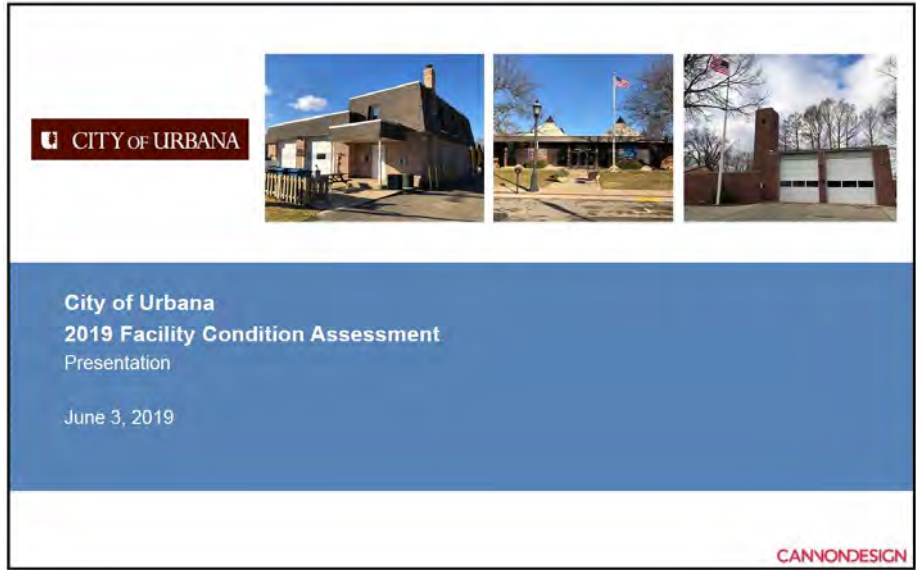 CITY OF URBANA
City of Urbana
2019 Facility Condition Assessment
Presentation
June 3, 2019
CANNONDESIGN